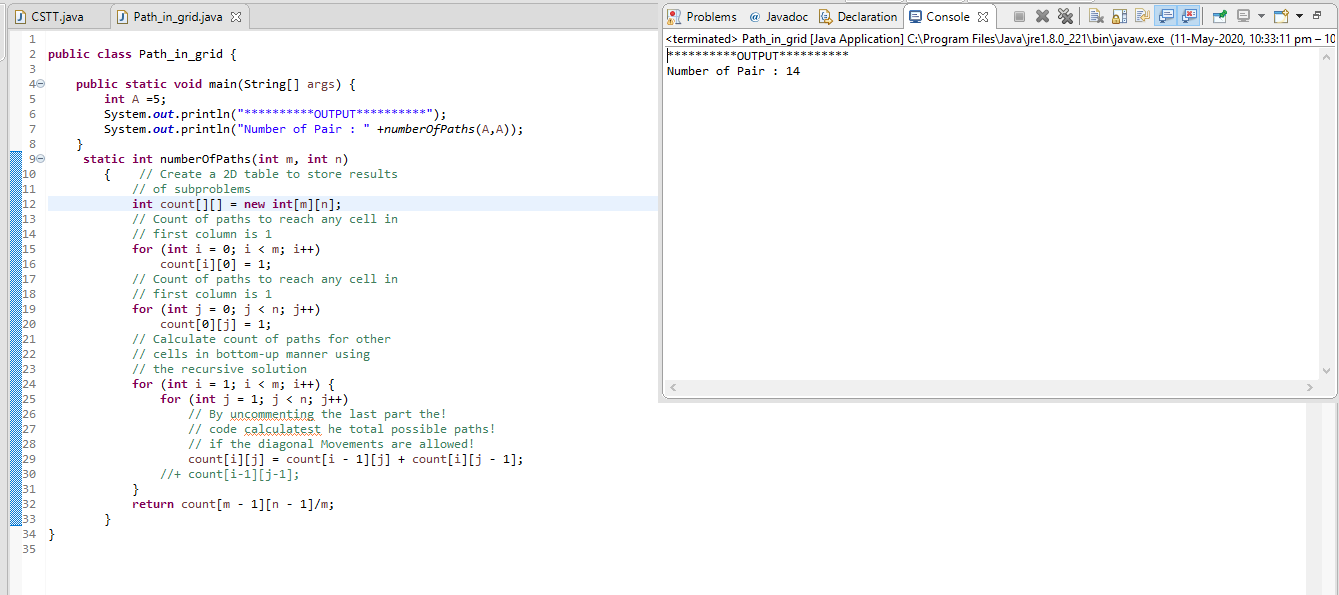 CSTT.java Path_in_grid.java
1
2 public class Path_in_grid {
3
4 public static void main(String[] args) {
5 int A =5;
6 System.out.println("**********OUTPUT**********");
7 System.out.println("Number of Pair : " +numberOfPaths(A,A));
8 }
9 static int numberOfPaths(int m, int n)
10 { // Create a 2D table to store results
11 // of subproblems
12 int count[][] = new int[m][n];
13 // Count of paths to reach any cell in
14 // first column is 1
15 for (int i = 0; i < m; i++)
16 count[i][0] = 1;
17 // Count of paths to reach any cell in
18 // first column is 1
19 for (int j = 0; j < n; j++)
20 count[0][j] = 1;
21 // Calculate count of paths for other
22 // cells in bottom-up manner using
23 // the recursive solution
24 for (int i = 1; i < m; i++) {
25 for (int j = 1; j < n; j++)
26 // By uncommenting the last part the!
27 // code calculatest he total possible paths!
28 // if the diagonal Movements are allowed!
29 count[i][j] = count[i - 1][j] + count[i][j - 1];
30 //+ count[i-1][j-1];
31 }
32 return count[m - 1][n - 1]/m;
33 }
34 }
35
Problems @ Javadoc Declaration Console
<terminated> Path_in_grid [Java Application] C:\Program Files\Java\jre1.8.0_221\bin\javaw.exe (11-May-2020, 10:33:11 pm – 10
**********OUTPUT**********
Number of Pair : 14